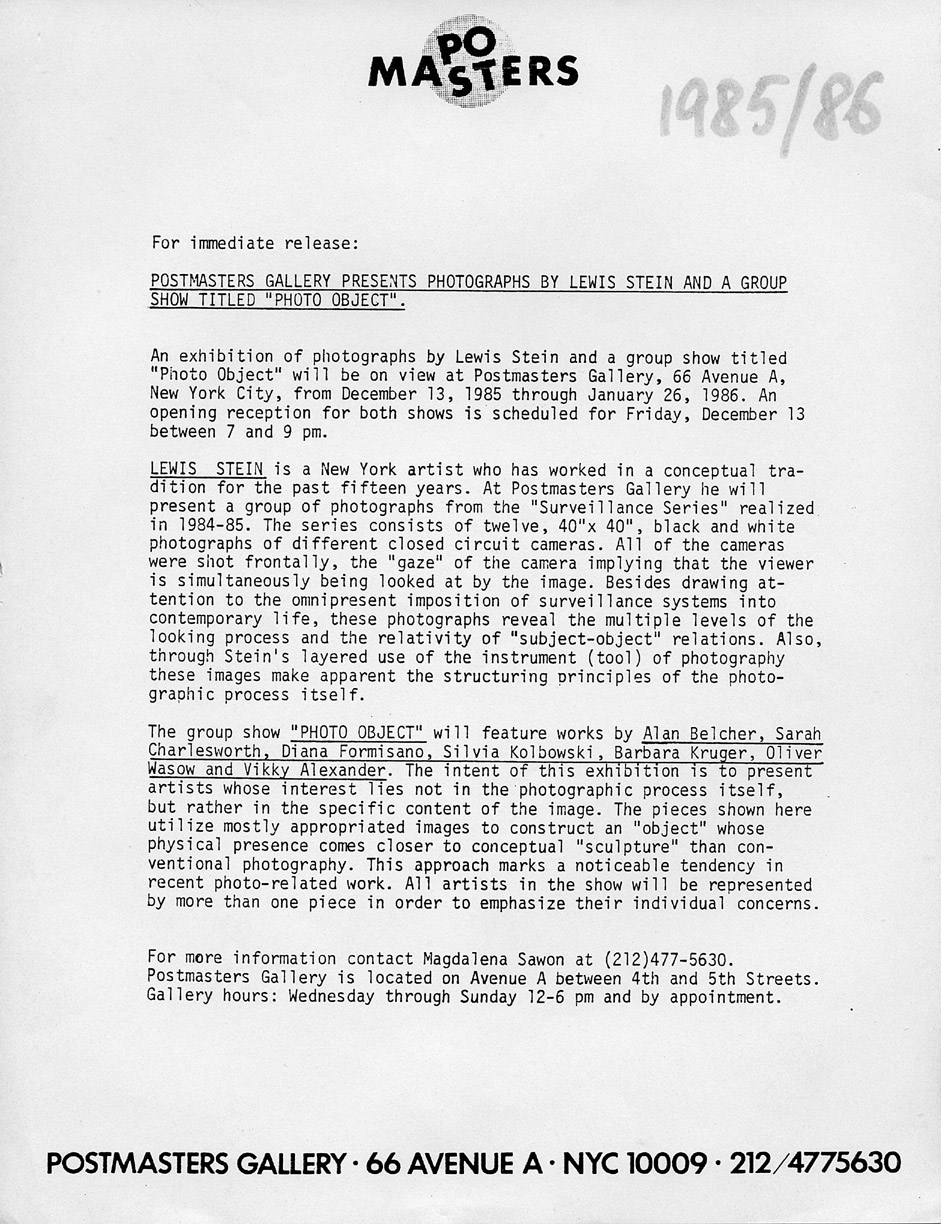 PO
MASTERS
1985/86
For immediate release:
POSTMASTERS GALLERY PRESENTS PHOTOGRAPHS BY LEWIS STEIN AND A GROUP
SHOW TITLED "PHOTO OBJECT".
An exhibition of photographs by Lewis Stein and a group show titled
"Photo Object" will be on view at Postmasters Gallery, 66 Avenue A,
New York City, from December 13, 1985 through January 26, 1986. An
opening reception for both shows is scheduled for Friday, December 13
between 7 and 9 pm.
LEWIS STEIN is a New York artist who has worked in a conceptual tra-
dition for the past fifteen years. At Postmasters Gallery he will
present a group of photographs from the "Surveillance Series" realized
in 1984-85. The series consists of twelve, 40"x 40", black and white
photographs of different closed circuit cameras. All of the cameras
were shot frontally, the "gaze" of the camera implying that the viewer
is simultaneously being looked at by the image. Besides drawing at-
tention to the omnipresent imposition of surveillance systems into
contemporary life, these photographs reveal the multiple levels of the
looking process and the relativity of "subject-object" relations. Also,
through Stein's layered use of the instrument (tool) of photography
these images make apparent the structuring principles of the photo-
graphic process itself.
The group show "PHOTO OBJECT" will feature works by Alan Belcher, Sarah
Charlesworth, Diana Formisano, Silvia Kolbowski, Barbara Kruger, Oliver
Wasow and Vikky Alexander. The intent of this exhibition is to present
artists whose interest lies not in the photographic process itself,
but rather in the specific content of the image. The pieces shown here
utilize mostly appropriated images to construct an "object" whose
physical presence comes closer to conceptual "sculpture" than con-
ventional photography. This approach marks a noticeable tendency in
recent photo-related work. All artists in the show will be represented
by more than one piece in order to emphasize their individual concerns.
For more information contact Magdalena Sawon at (212)477-5630.
Postmasters Gallery is located on Avenue A between 4th and 5th Streets.
Gallery hours: Wednesday through Sunday 12-6 pm and by appointment.
POSTMASTERS GALLERY · 66 AVENUE A · NYC 10009 · 212/4775630